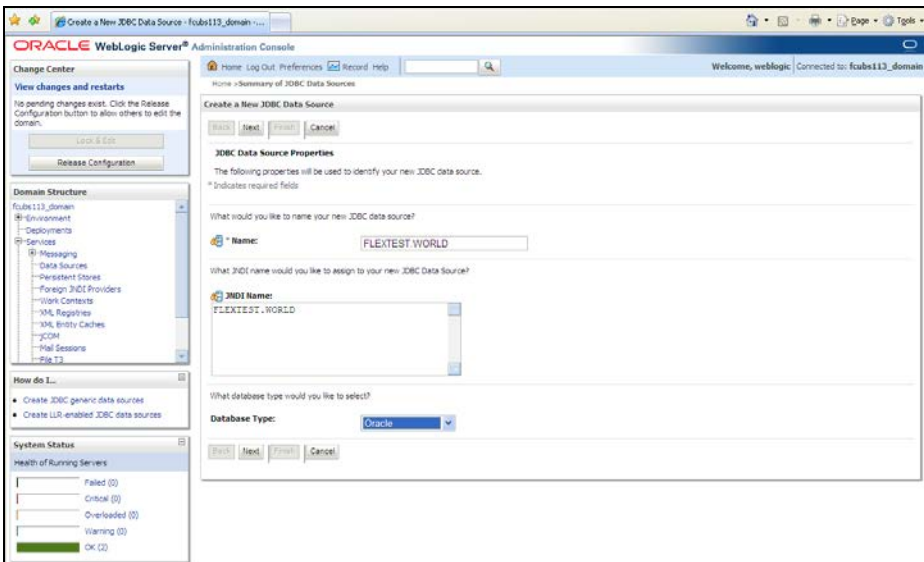 Create a New JDBC Data Source - fcubs113_domain -...
Page
Tools
ORACLE WebLogic Server® Administration Console
Change Center
View changes and restarts
No pending changes exist. Click the Release
Configuration button to allow others to edit the
domain.
Lock & Edit
Release Configuration
Domain Structure
fcubs113_domain
Environment
Deployments
Services
Messaging
Data Sources
Persistent Stores
Foreign JNDI Providers
Work Contexts
XML Registries
XML Entity Caches
jCOM
Mail Sessions
File T3
How do I...
Create JDBC generic data sources
Create LLR-enabled JDBC data sources
System Status
Health of Running Servers
Failed (0)
Critical (0)
Overloaded (0)
Warning (0)
OK (2)
Home Log Out Preferences Record Help
Welcome, weblogic Connected to: fcubs113_domain
Home >Summary of JDBC Data Sources
Create a New JDBC Data Source
Back Next Finish Cancel
JDBC Data Source Properties
The following properties will be used to identify your new JDBC data source.
* Indicates required fields
What would you like to name your new JDBC data source?
* Name: FLEXTEST.WORLD
What JNDI name would you like to assign to your new JDBC Data Source?
JNDI Name:
FLEXTEST.WORLD
What database type would you like to select?
Database Type: Oracle
Back Next Finish Cancel